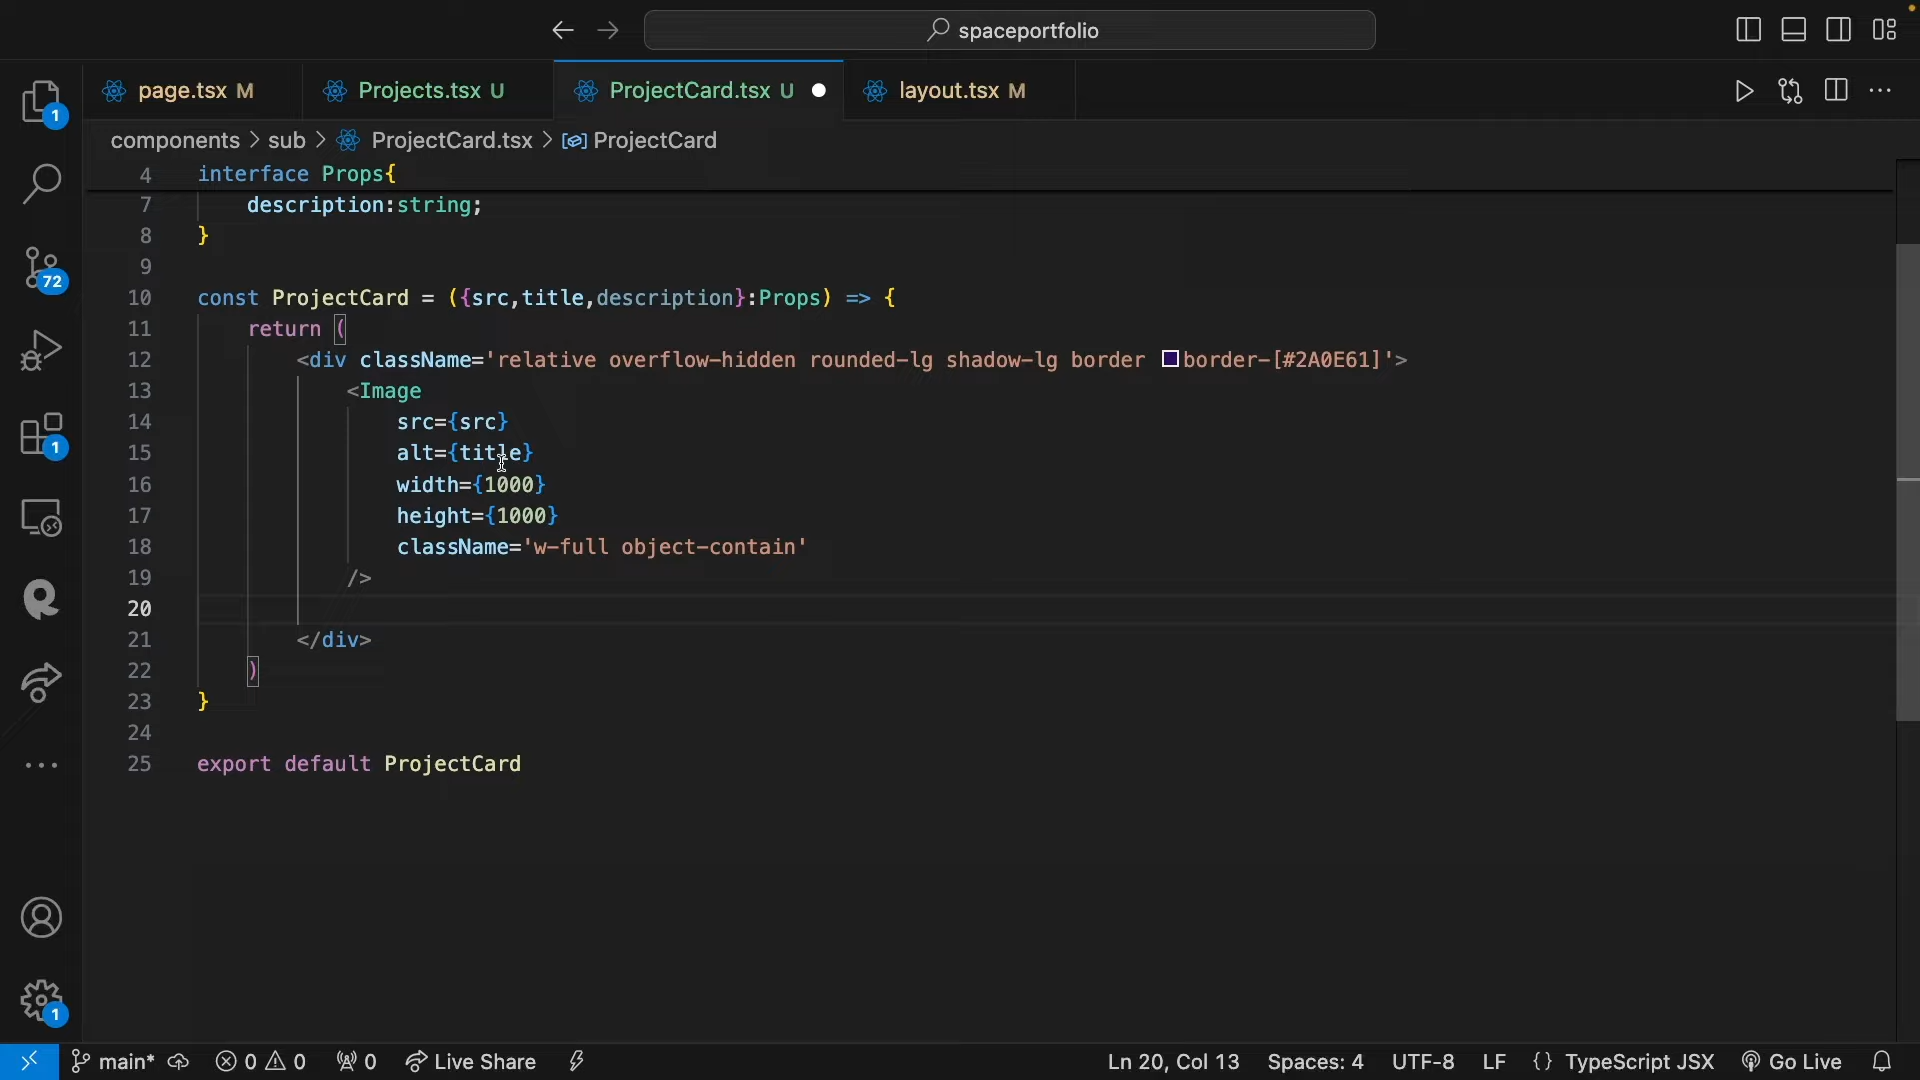 spaceportfolio
page.tsx M
Projects.tsx U
ProjectCard.tsx U
layout.tsx M
components > sub > ProjectCard.tsx > ProjectCard
4 interface Props{
7 description:string;
8 }
9
10 const ProjectCard = ({src,title,description}:Props) => {
11 return (
12 <div className='relative overflow-hidden rounded-lg shadow-lg border border-[#2A0E61]'>
13 <Image
14 src={src}
15 alt={title}
16 width={1000}
17 height={1000}
18 className='w-full object-contain'
19 />
20
21 </div>
22 )
23 }
24
25 export default ProjectCard
1
72
1
1
main* 0 0 0 Live Share Ln 20, Col 13 Spaces: 4 UTF-8 LF {} TypeScript JSX Go Live